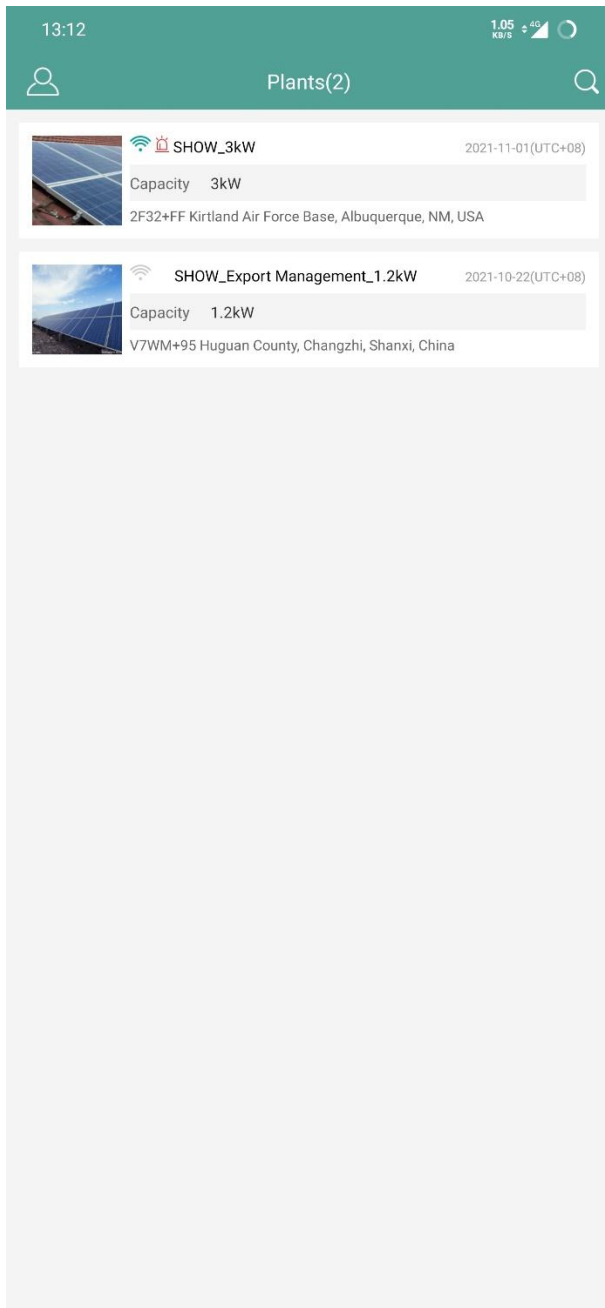 13:12
1.05 KB/S 4G
Plants(2)
SHOW_3kW 2021-11-01(UTC+08)
Capacity 3kW
2F32+FF Kirtland Air Force Base, Albuquerque, NM, USA
SHOW_Export Management_1.2kW 2021-10-22(UTC+08)
Capacity 1.2kW
V7WM+95 Huguan County, Changzhi, Shanxi, China